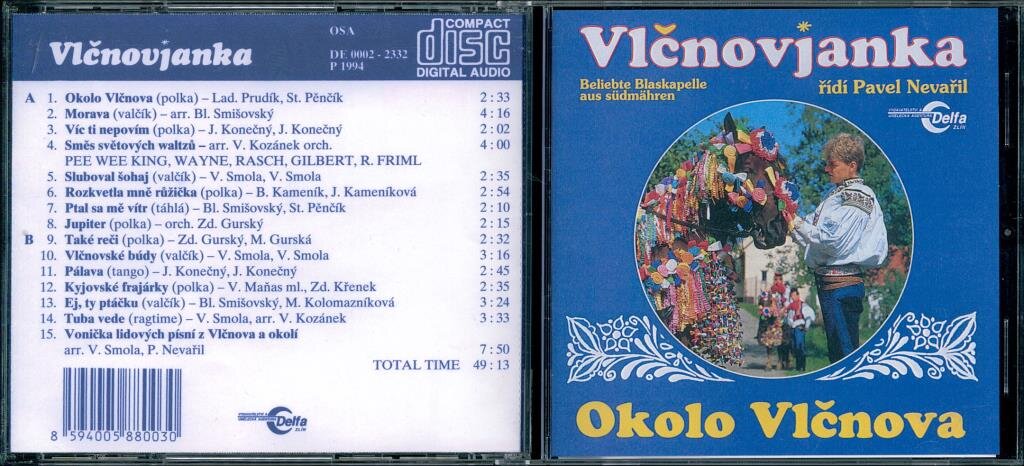 Vlčnovjanka
OSA
DE 0002 - 2332
P 1994
COMPACT
disc
DIGITAL AUDIO
A 1. Okolo Vlčnova (polka) – Lad. Prudík, St. Pěnčík 2 : 33
2. Morava (valčík) – arr. Bl. Smišovský 4 : 16
3. Víc ti nepovím (polka) – J. Konečný, J. Konečný 2 : 02
4. Směs světových waltzů – arr. V. Kozánek orch. 4 : 00
PEE WEE KING, WAYNE, RASCH, GILBERT, R. FRIML
5. Sluboval šohaj (valčík) – V. Smola, V. Smola 2 : 35
6. Rozkvetla mně růžička (polka) – B. Kameník, J. Kameníková 2 : 54
7. Ptal sa mě vítr (táhlá) – Bl. Smišovský, St. Pěnčík 2 : 10
8. Jupiter (polka) – orch. Zd. Gurský 2 : 15
B 9. Také reči (polka) – Zd. Gurský, M. Gurská 2 : 32
10. Vlčnovské búdy (valčík) – V. Smola, V. Smola 3 : 16
11. Pálava (tango) – J. Konečný, J. Konečný 2 : 45
12. Kyjovské frajárky (polka) – V. Maňas ml., Zd. Křenek 2 : 35
13. Ej, ty ptáčku (valčík) – Bl. Smišovský, M. Kolomazníková 3 : 24
14. Tuba vede (ragtime) – V. Smola, arr. V. Kozánek 3 : 33
15. Vonička lidových písní z Vlčnova a okolí
arr. V. Smola, P. Nevařil 7 : 50
TOTAL TIME 49 : 13
8 594005 880030
VYDAVATELSTVÍ A
UMĚLECKÁ AGENTURA
Delfa
ZLÍN
Vlčnovjanka
Beliebte Blaskapelle
aus südmähren
řídí Pavel Nevařil
VYDAVATELSTVÍ A
UMĚLECKÁ AGENTURA
Delfa
ZLÍN
Okolo Vlčnova